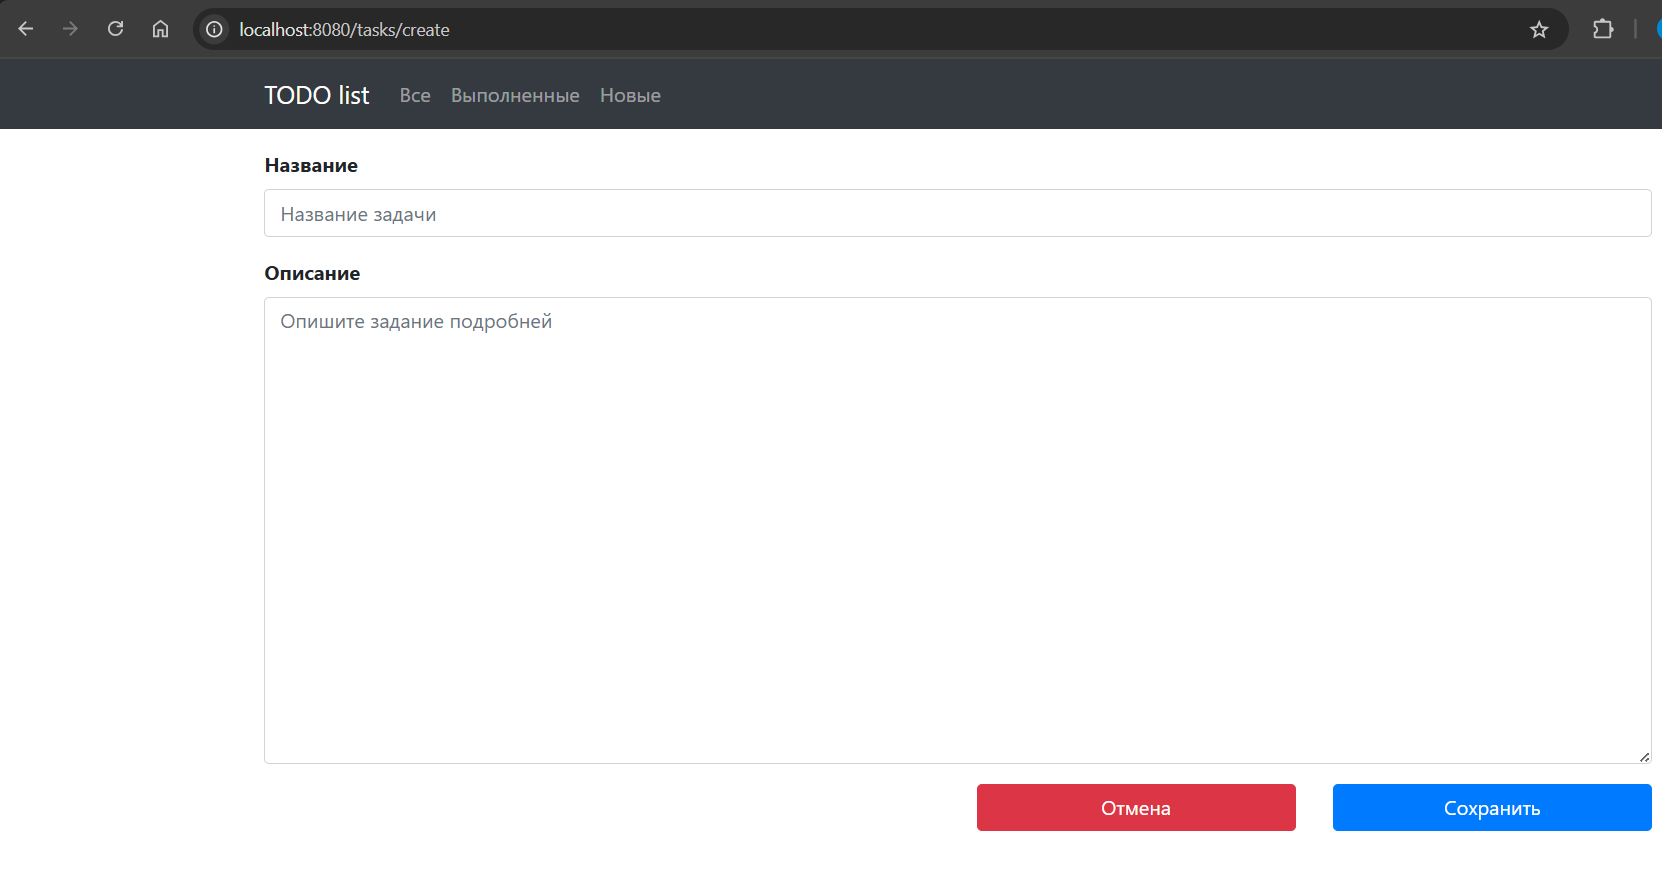 localhost:8080/tasks/create
TODO list Все Выполненные Новые
Название
Название задачи
Описание
Опишите задание подробней
Отмена Сохранить